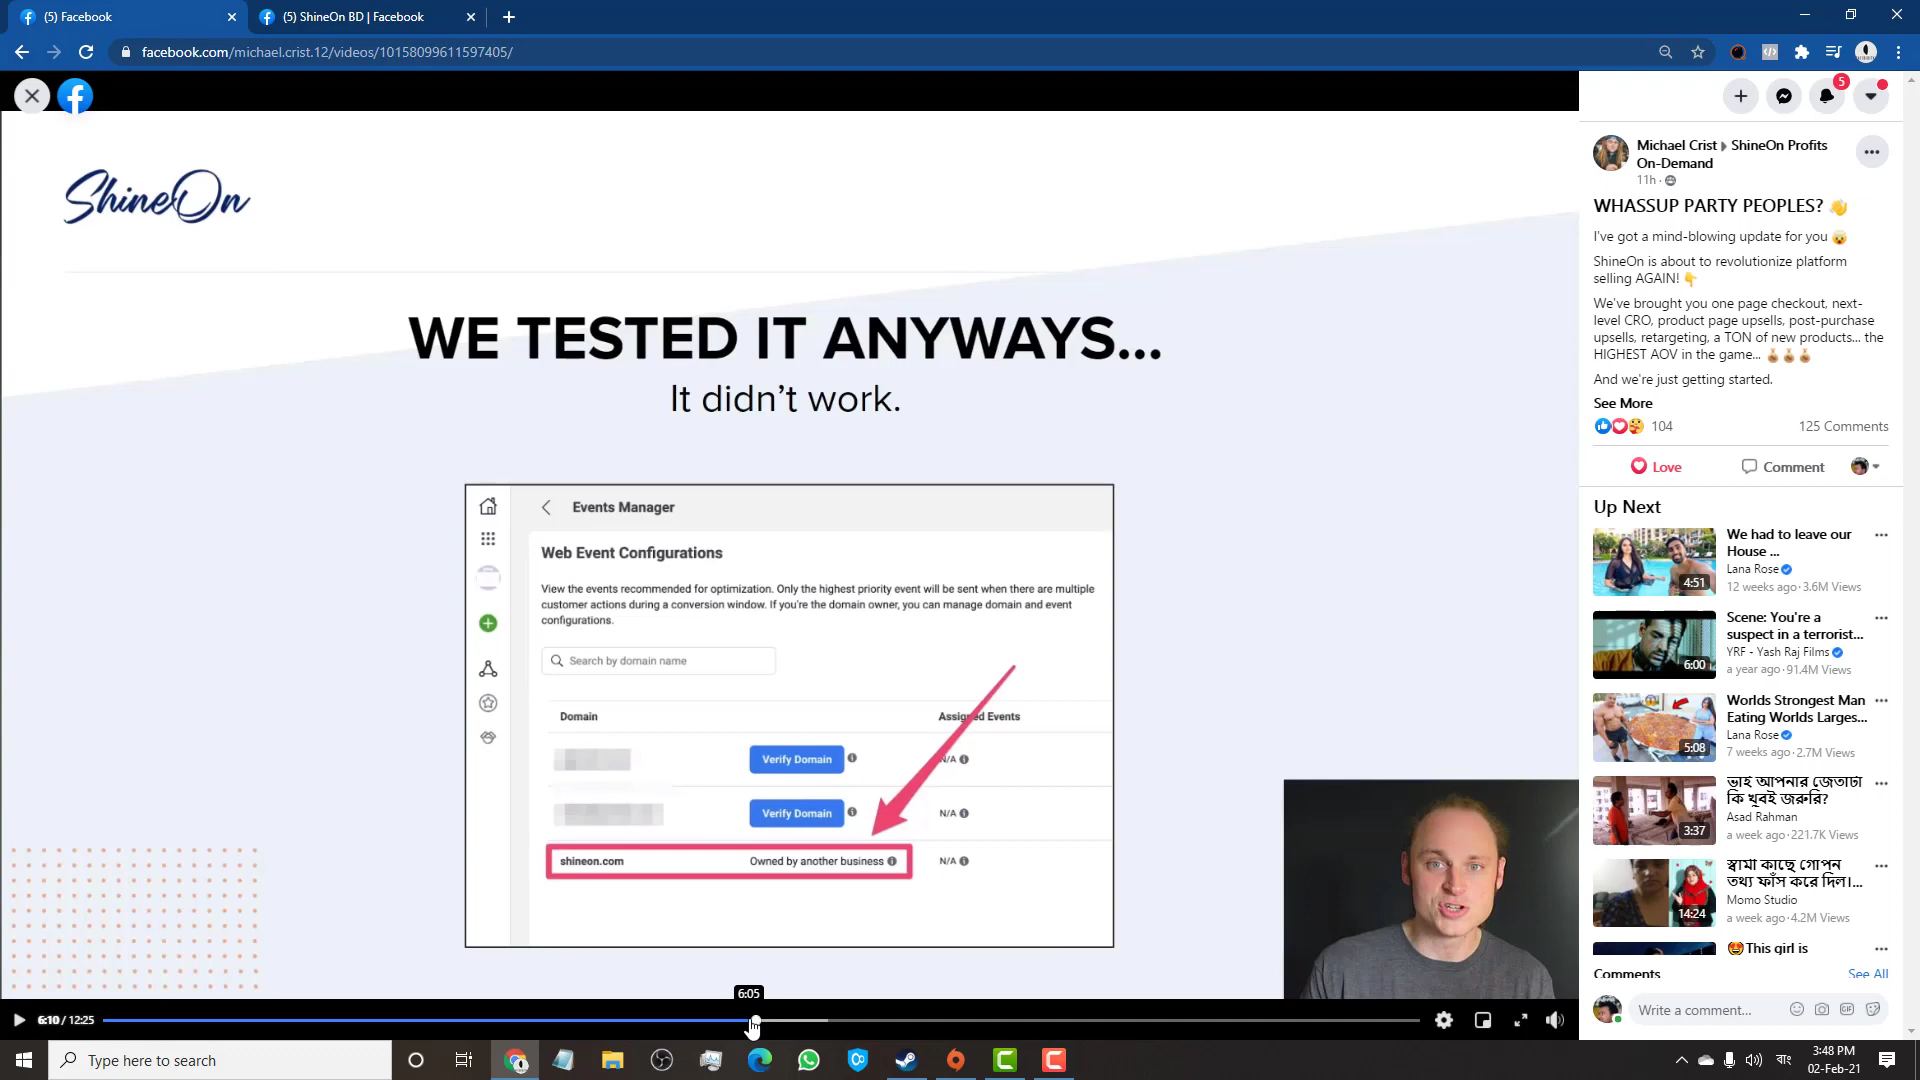 (5) Facebook
(5) ShineOn BD | Facebook
facebook.com/michael.crist.12/videos/10158099611597405/
ShineOn
WE TESTED IT ANYWAYS...
It didn't work.
Events Manager
Web Event Configurations
View the events recommended for optimization. Only the highest priority event will be sent when there are multiple
customer actions during a conversion window. If you're the domain owner, you can manage domain and event
configurations.
Search by domain name
Domain
Assigned Events
Verify Domain
N/A
Verify Domain
N/A
shineon.com
Owned by another business
N/A
6:05
6:10 / 12:25
5
Michael Crist
ShineOn Profits
On-Demand
11h
WHASSUP PARTY PEOPLES? 👋
I've got a mind-blowing update for you 🤯
ShineOn is about to revolutionize platform
selling AGAIN! 👇
We've brought you one page checkout, next-
level CRO, product page upsells, post-purchase
upsells, retargeting, a TON of new products... the
HIGHEST AOV in the game...
And we're just getting started.
See More
104
125 Comments
Love
Comment
Up Next
We had to leave our
House ...
Lana Rose
12 weeks ago · 3.6M Views
4:51
Scene: You're a
suspect in a terrorist...
YRF - Yash Raj Films
a year ago · 91.4M Views
6:00
Worlds Strongest Man
Eating Worlds Larges...
Lana Rose
7 weeks ago · 2.7M Views
5:08
ভাই আপনার জেতাটা
কি খুবই জরুরি?
Asad Rahman
a week ago · 221.7K Views
3:37
স্বামী কাছে গোপন
তথ্য ফাঁস করে দিল।...
Momo Studio
a week ago · 4.2M Views
14:24
😍This girl is
Comments
See All
Write a comment...
GIF
Type here to search
বাং
3:48 PM
02-Feb-21